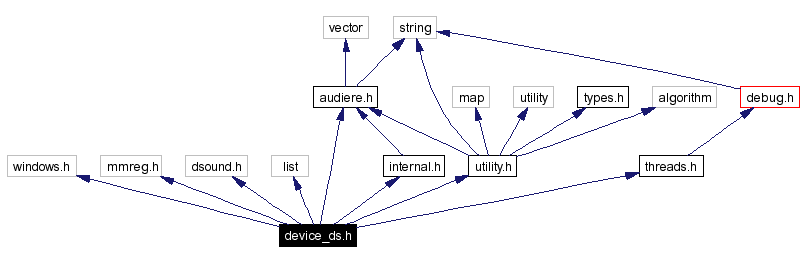 vector
string
audiere.h
map
utility
types.h
algorithm
debug.h
windows.h
mmreg.h
dsound.h
list
internal.h
utility.h
threads.h
device_ds.h